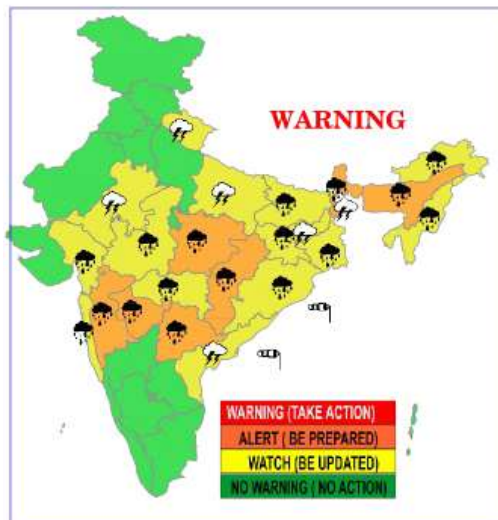 WARNING
WARNING (TAKE ACTION)
ALERT ( BE PREPARED)
WATCH (BE UPDATED)
NO WARNING ( NO ACTION)